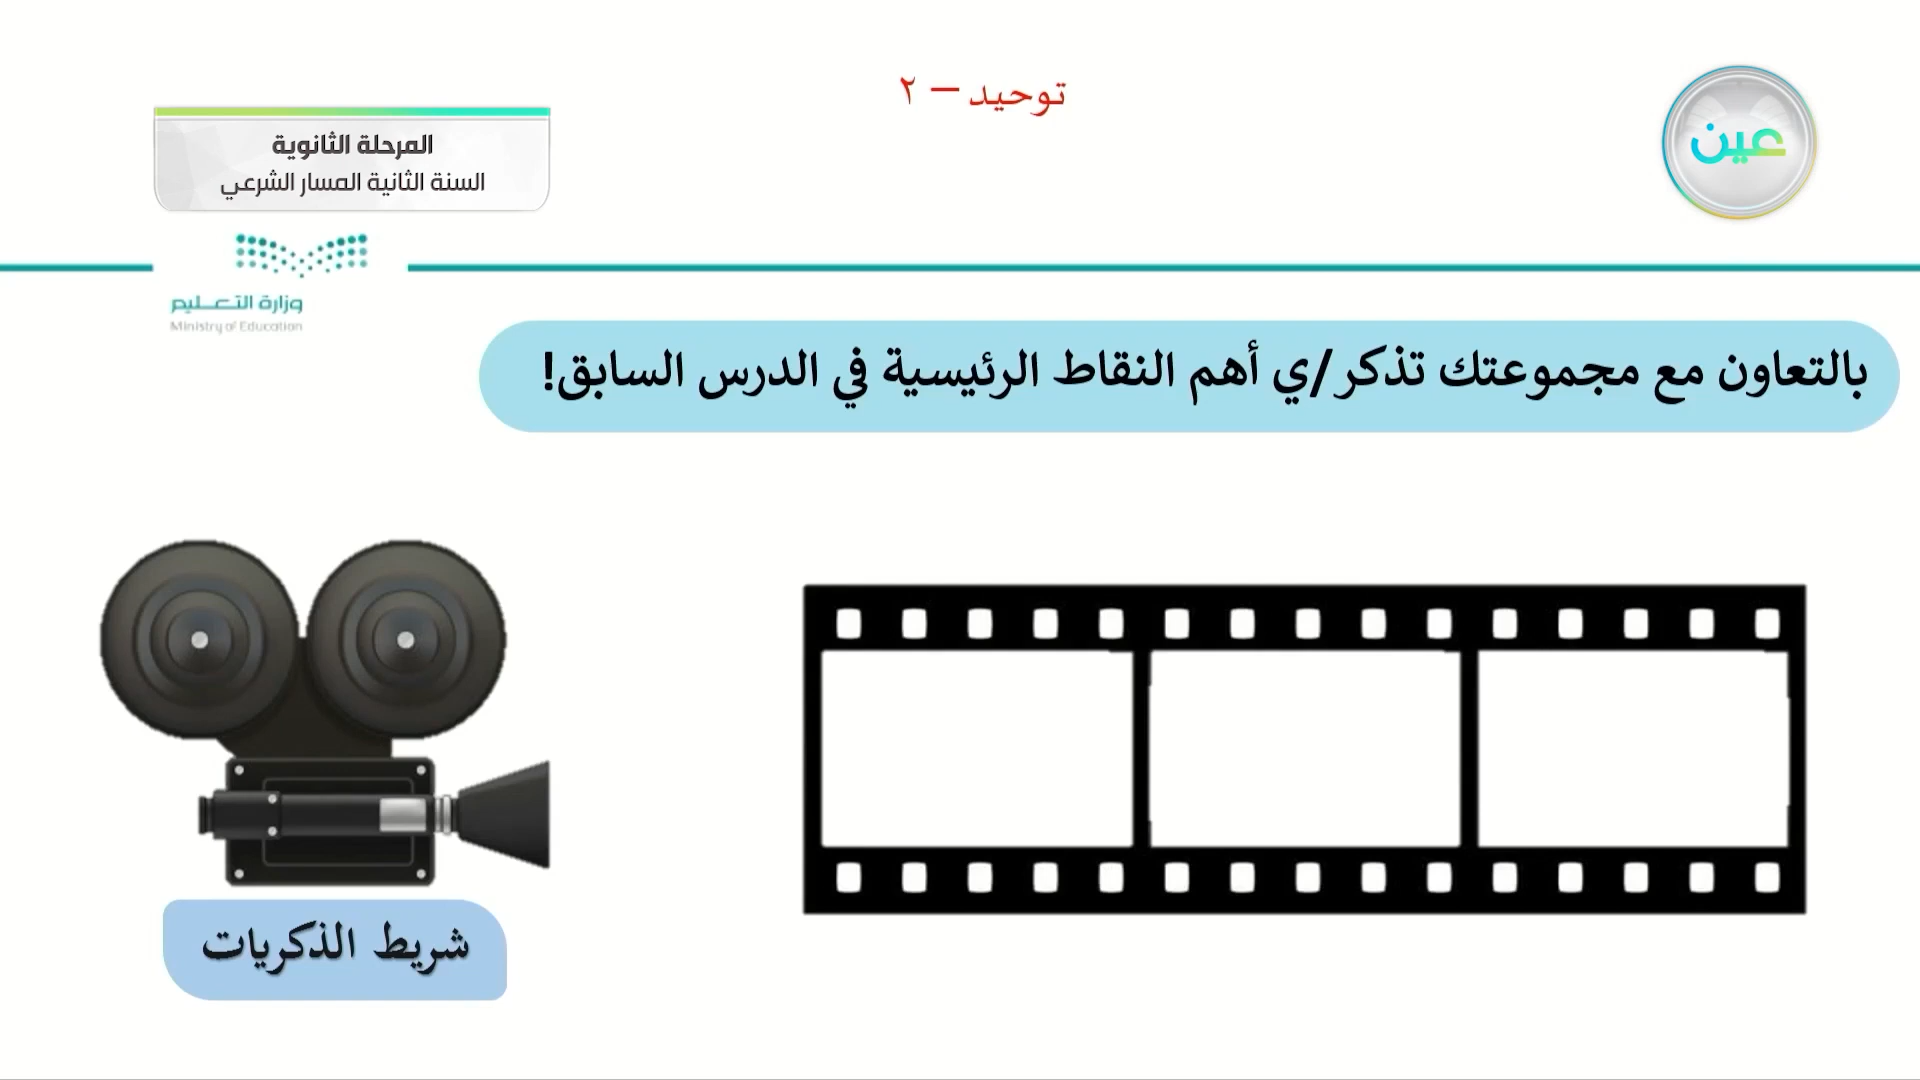 توحيد – ٢
عين
المرحلة الثانوية
السنة الثانية المسار الشرعي
وزارة التعليم
Ministry of Education
بالتعاون مع مجموعتك تذكر/ي أهم النقاط الرئيسية في الدرس السابق!
شريط الذكريات